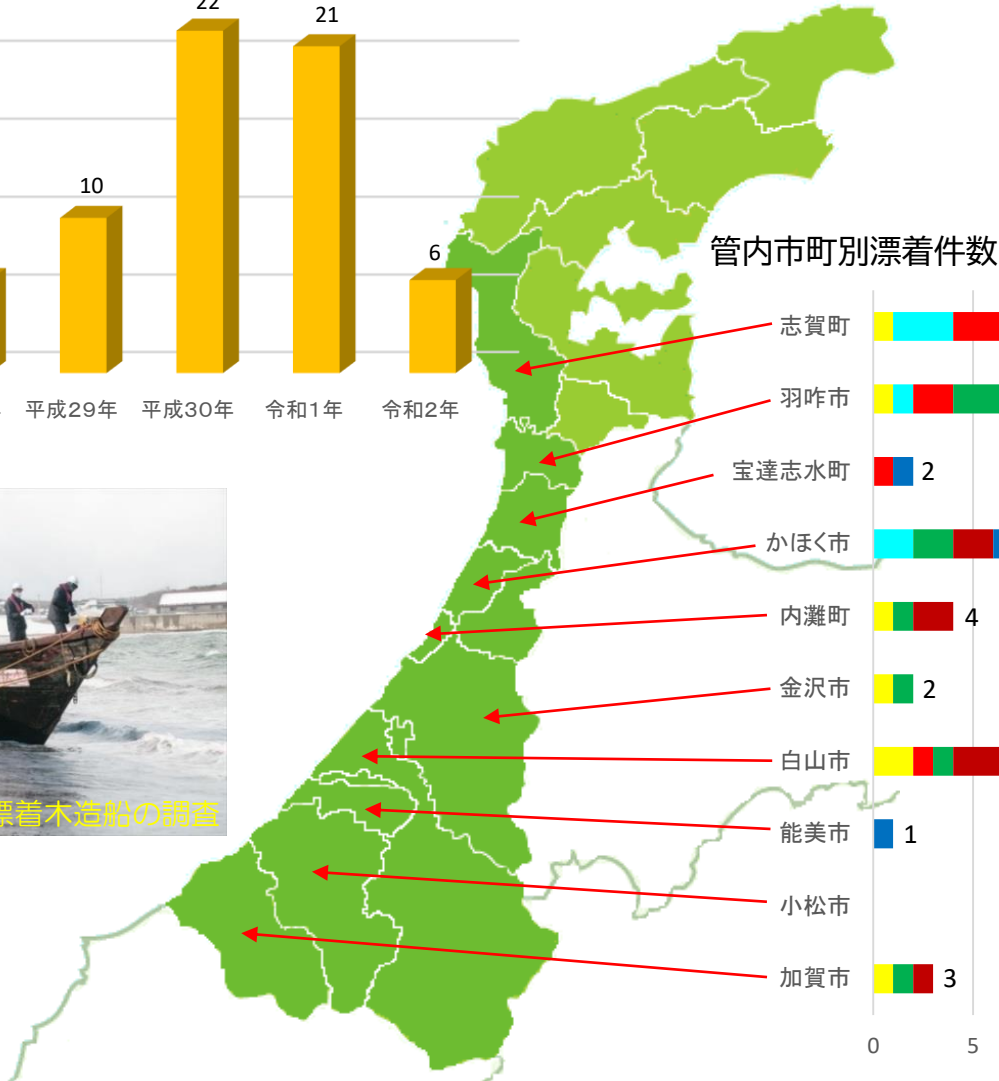 22
21
10
6
平成29年
平成30年
令和1年
令和2年
管内市町別漂着件数
志賀町
羽咋市
宝達志水町
2
かほく市
内灘町
4
金沢市
2
白山市
能美市
1
小松市
加賀市
3
0
5
漂着木造船の調査